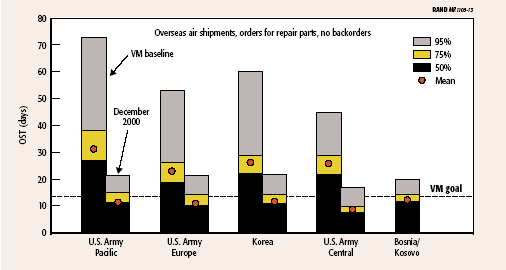 RAND MR1103-15
Overseas air shipments, orders for repair parts, no backorders
95%
75%
50%
Mean
VM baseline
December
2000
VM goal
OST (days)
80
70
60
50
40
30
20
10
0
U.S. Army
Pacific
U.S. Army
Europe
Korea
U.S. Army
Central
Bosnia/
Kosovo